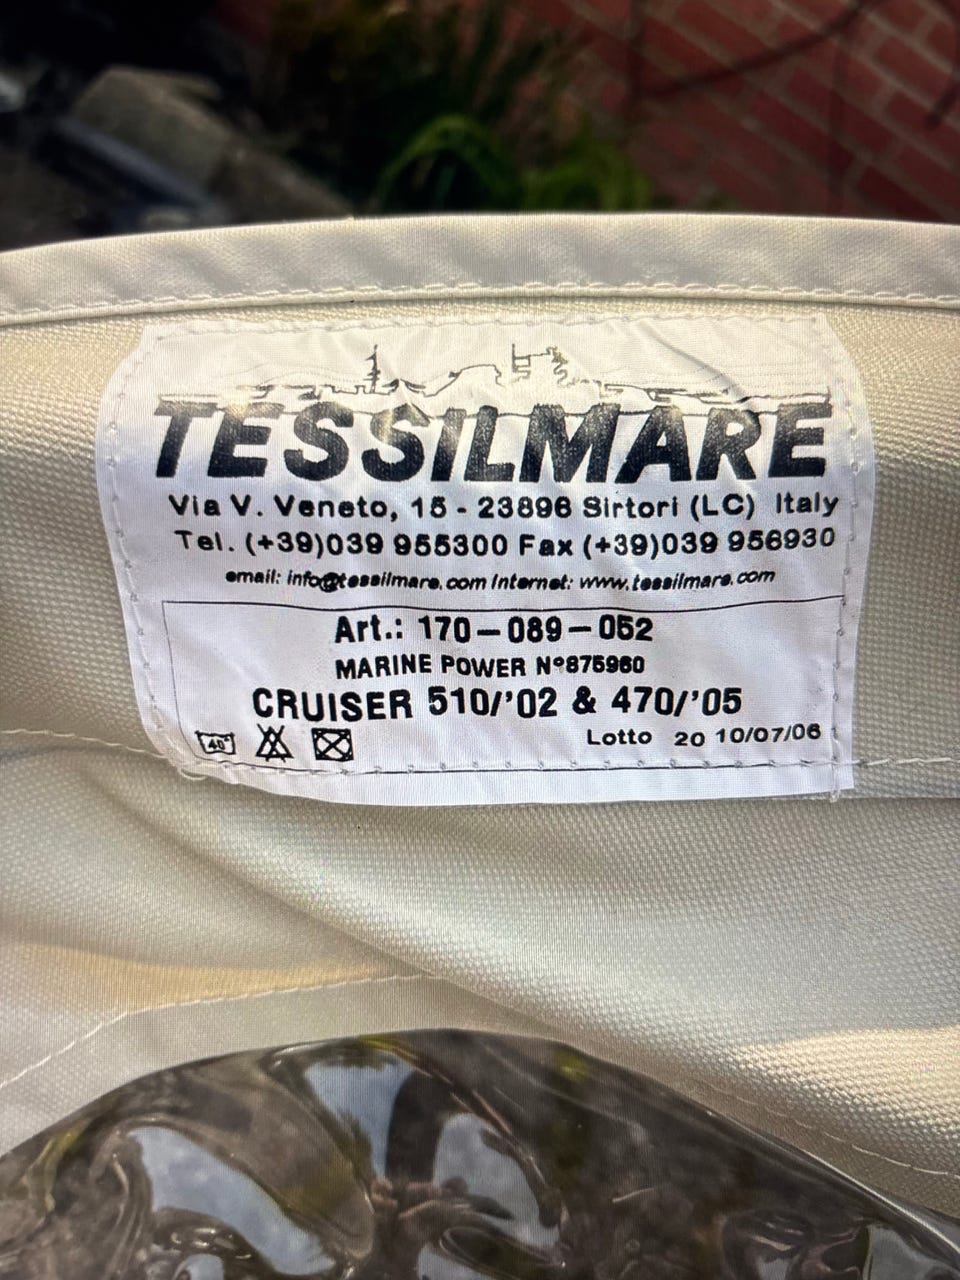 TESSILMARE
Via V. Veneto, 15 - 23896 Sirtori (LC) Italy
Tel. (+39)039 955300 Fax (+39)039 956930
email: info@tessilmare.com Internet: www.tessilmare.com
Art.: 170-089-052
MARINE POWER N°875960
CRUISER 510/'02 & 470/'05
40°
Lotto 20 10/07/06